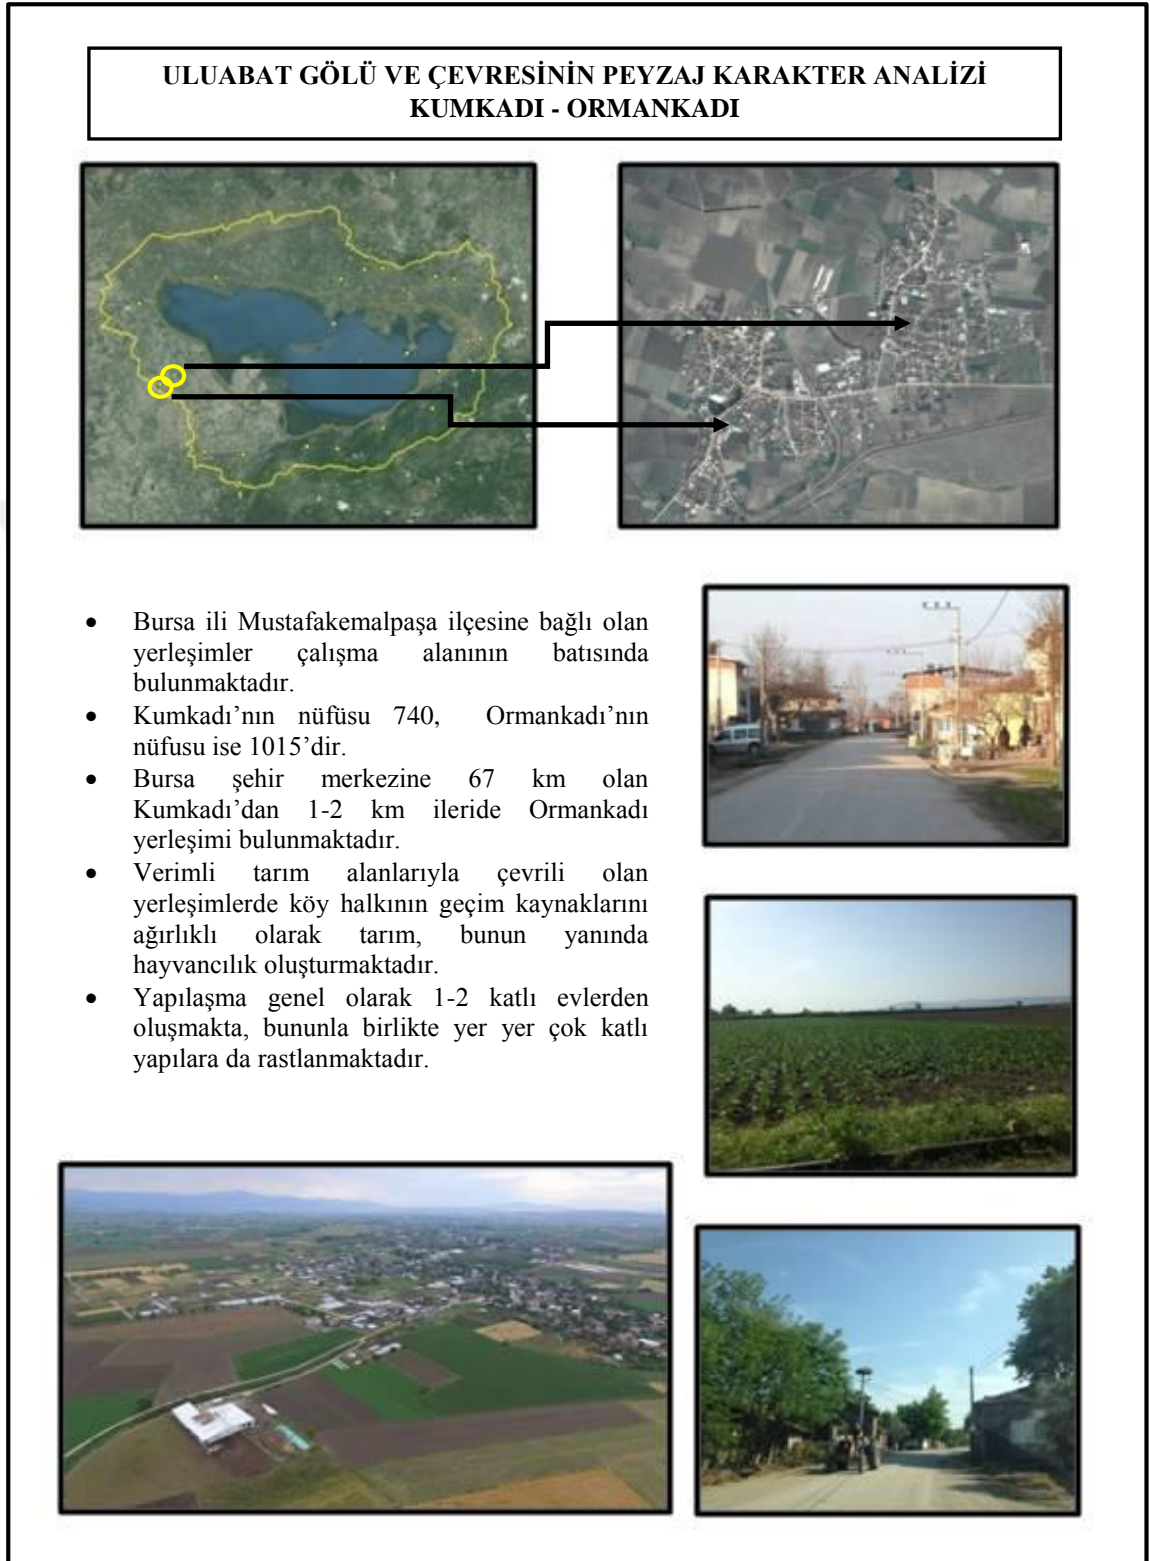 ULUABAT GÖLÜ VE ÇEVRESİNİN PEYZAJ KARAKTER ANALİZİ
KUMKADI - ORMANKADI
• Bursa ili Mustafakemalpaşa ilçesine bağlı olan
yerleşimler çalışma alanının batısında
bulunmaktadır.
• Kumkadı’nın nüfüsu 740, Ormankadı’nın
nüfusu ise 1015’dir.
• Bursa şehir merkezine 67 km olan
Kumkadı’dan 1-2 km ileride Ormankadı
yerleşimi bulunmaktadır.
• Verimli tarım alanlarıyla çevrili olan
yerleşimlerde köy halkının geçim kaynaklarını
ağırlıklı olarak tarım, bunun yanında
hayvancılık oluşturmaktadır.
• Yapılaşma genel olarak 1-2 katlı evlerden
oluşmakta, bununla birlikte yer yer çok katlı
yapılara da rastlanmaktadır.